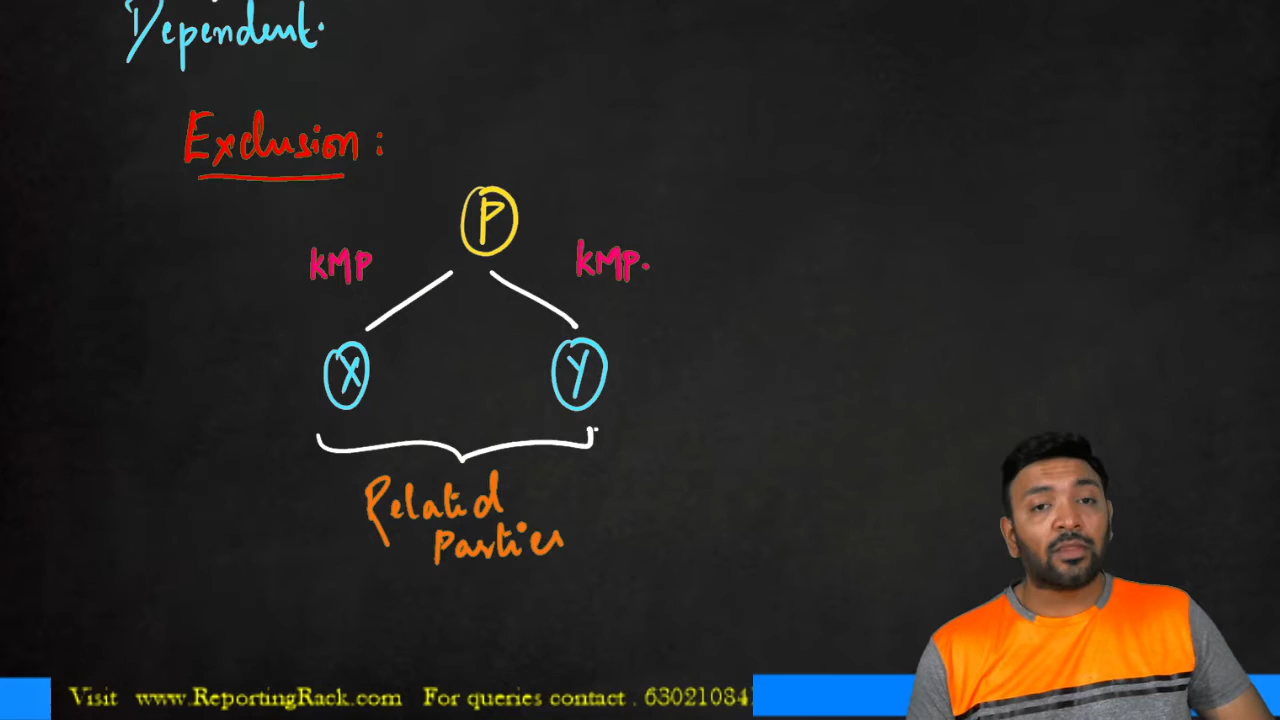 Dependent.
Exclusion :
P
kMP
kMP.
X
Y
Related
Parties
Visit www.ReportingRack.com For queries contact . 63021084